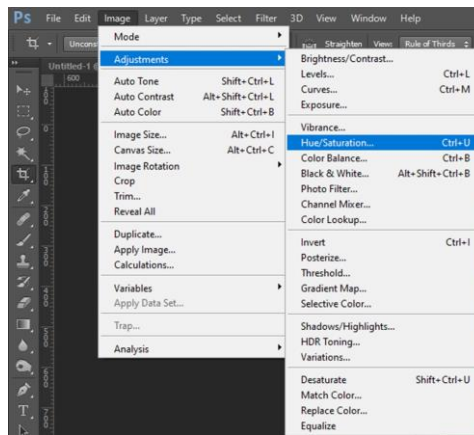 Ps File Edit Image Layer Type Select Filter 3D View Window Help
Unconst
Straighten View: Rule of Thirds
Untitled-1 @
600
Mode
Adjustments
Auto Tone Shift+Ctrl+L
Auto Contrast Alt+Shift+Ctrl+L
Auto Color Shift+Ctrl+B
Image Size... Alt+Ctrl+I
Canvas Size... Alt+Ctrl+C
Image Rotation
Crop
Trim...
Reveal All
Duplicate...
Apply Image...
Calculations...
Variables
Apply Data Set...
Trap...
Analysis
Brightness/Contrast...
Levels... Ctrl+L
Curves... Ctrl+M
Exposure...
Vibrance...
Hue/Saturation... Ctrl+U
Color Balance... Ctrl+B
Black & White... Alt+Shift+Ctrl+B
Photo Filter...
Channel Mixer...
Color Lookup...
Invert Ctrl+I
Posterize...
Threshold...
Gradient Map...
Selective Color...
Shadows/Highlights...
HDR Toning...
Variations...
Desaturate Shift+Ctrl+U
Match Color...
Replace Color...
Equalize